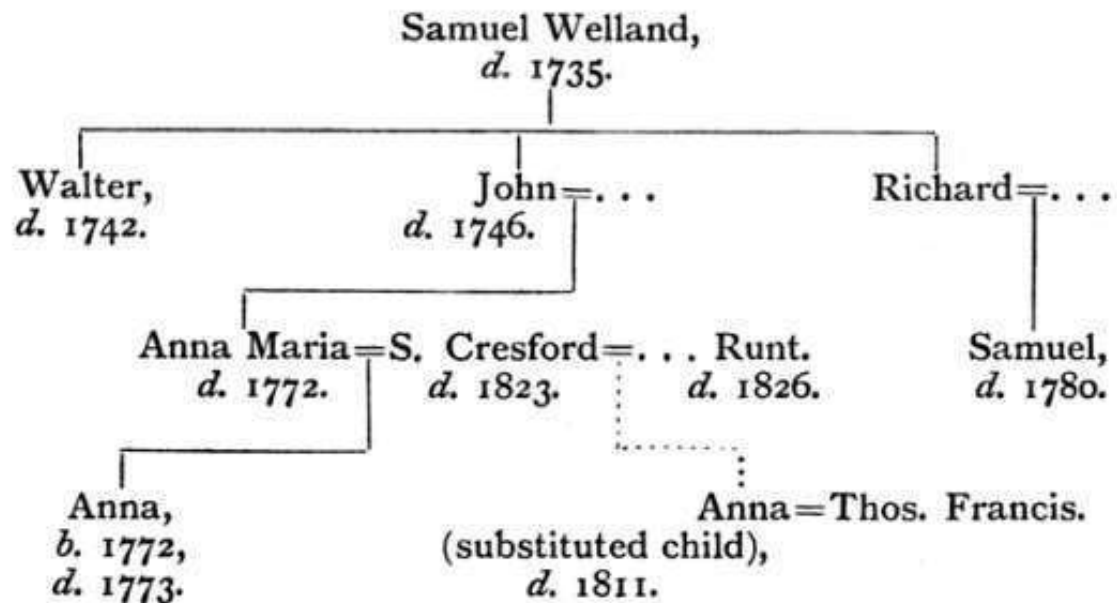 Samuel Welland,
d. 1735.
Walter, John=... Richard=...
d. 1742. d. 1746.
Anna Maria=S. Cresford=... Runt. Samuel,
d. 1772. d. 1823. d. 1826. d. 1780.
Anna, Anna=Thos. Francis.
b. 1772, (substituted child),
d. 1773. d. 1811.